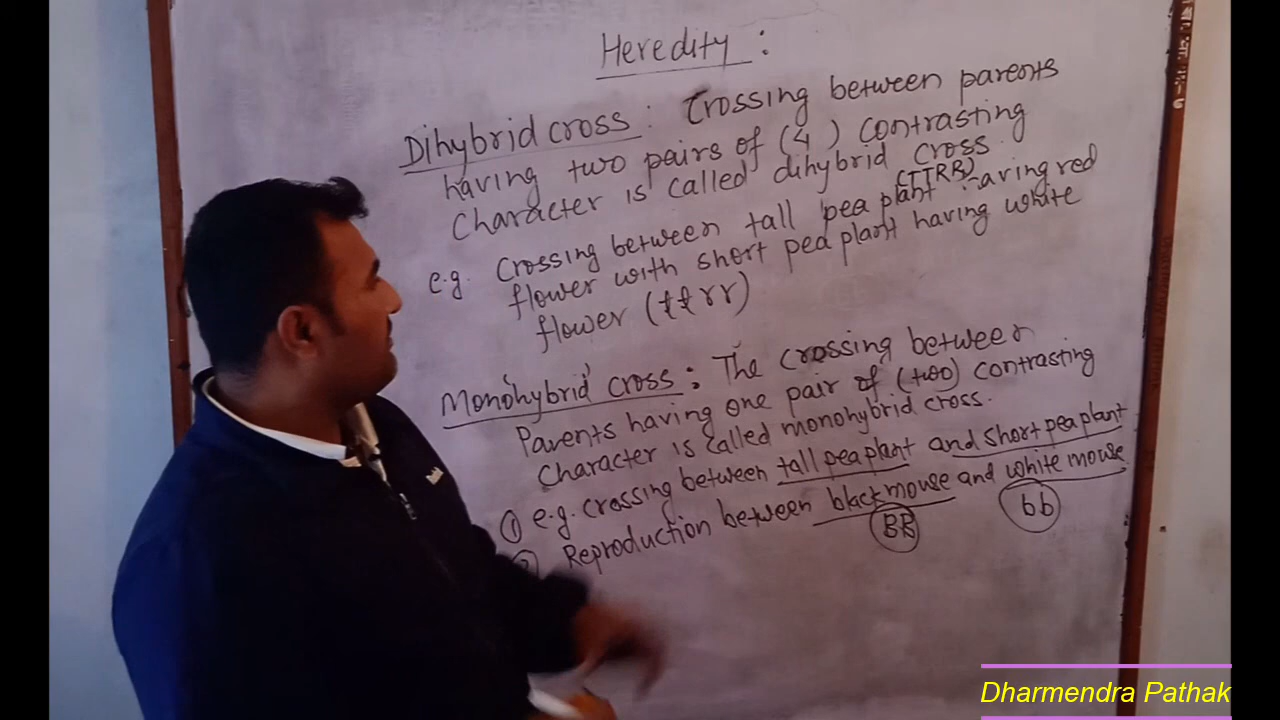 Heredity :
Dihybrid cross : Crossing between parents
having two pairs of (4) contrasting
Character is called dihybrid cross
(TTRR)
e.g. Crossing between tall pea plant having red
flower with short pea plant having white
flower (ttrr)
Monohybrid cross : The crossing between
Parents having one pair of (two) contrasting
Character is called monohybrid cross.
① e.g. crossing between tall pea plant and short pea plant
Reproduction between black mouse and white mouse
BB bb
Dharmendra Pathak